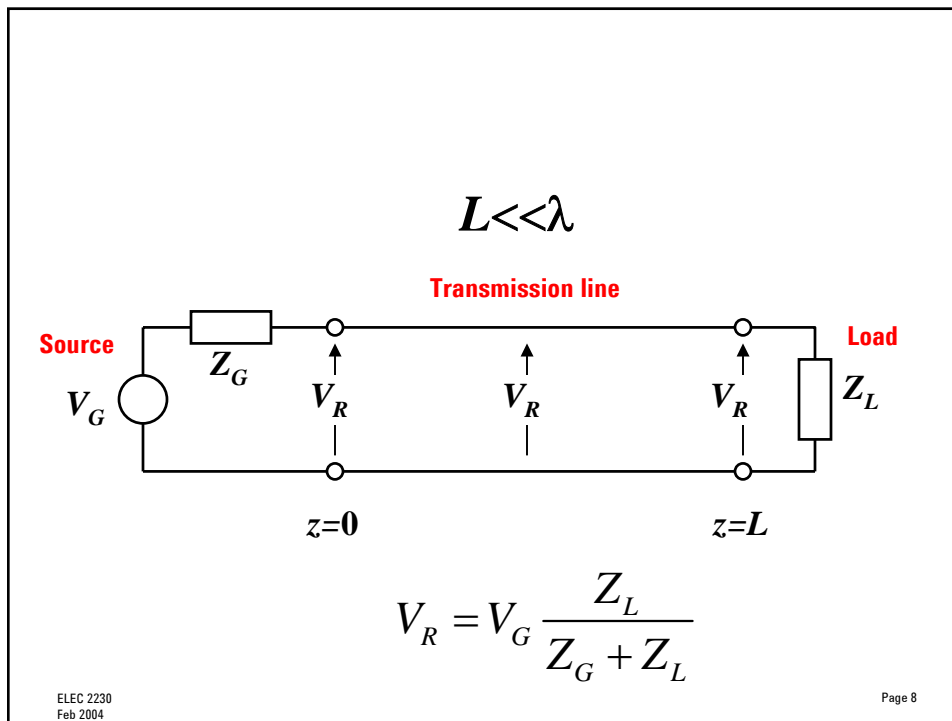 L<<λ
Transmission line
Source
Load
Z_G
V_G
V_R
V_R
V_R
Z_L
z=0
z=L
V_R = V_G \frac{Z_L}{Z_G + Z_L}
ELEC 2230
Feb 2004
Page 8